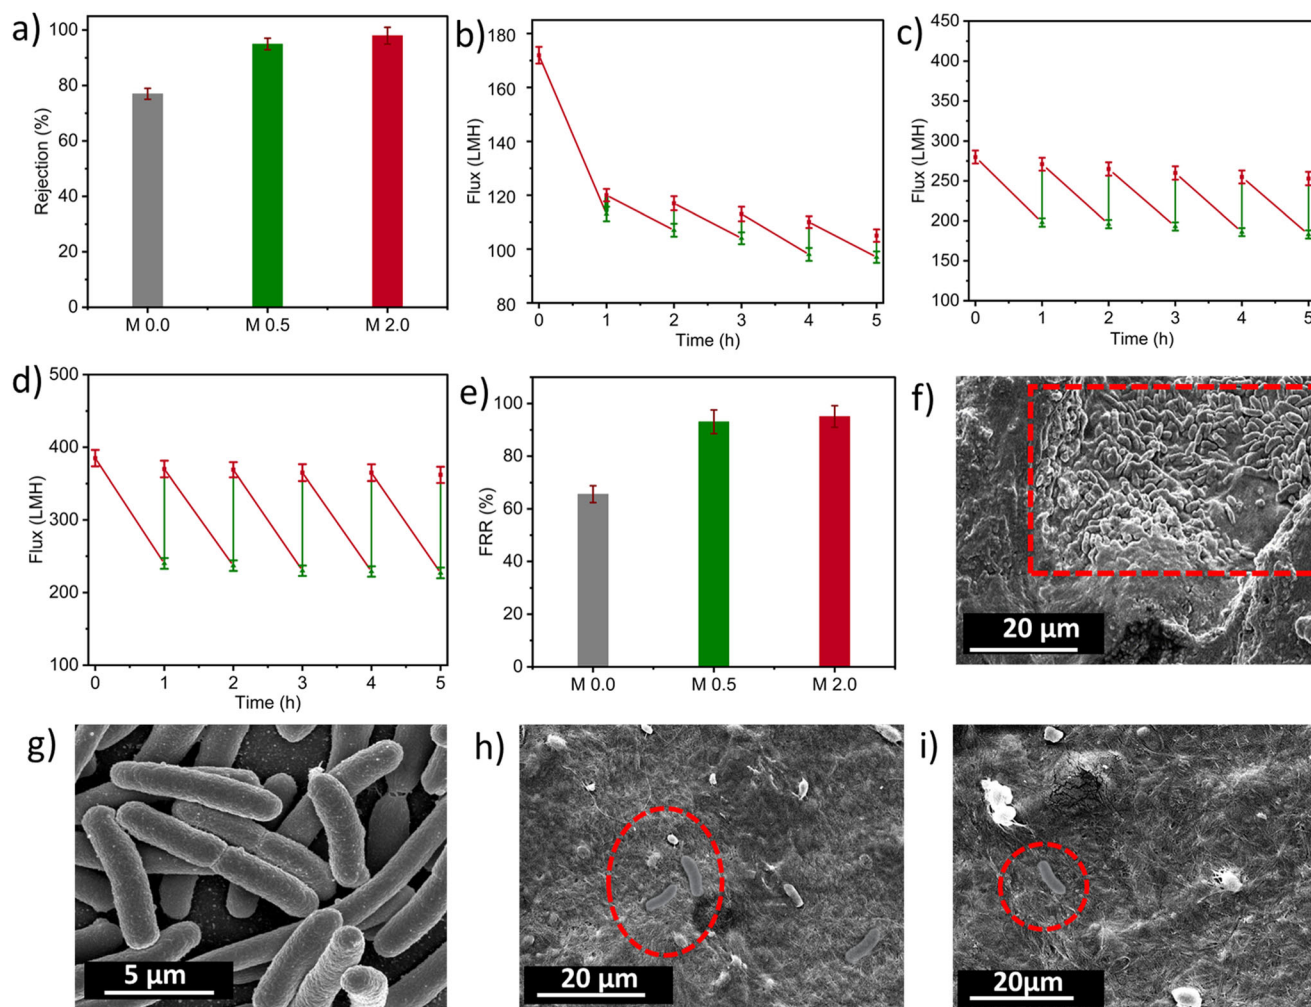 a)
Rejection (%)
100
80
60
40
20
0
M 0.0
M 0.5
M 2.0
b)
Flux (LMH)
180
160
140
120
100
80
0
1
2
3
4
5
Time (h)
c)
Flux (LMH)
450
400
350
300
250
200
150
100
0
1
2
3
4
5
Time (h)
d)
Flux (LMH)
500
400
300
200
100
0
1
2
3
4
5
Time (h)
e)
FRR (%)
100
80
60
40
20
0
M 0.0
M 0.5
M 2.0
f)
20 µm
g)
5 µm
h)
20 µm
i)
20µm